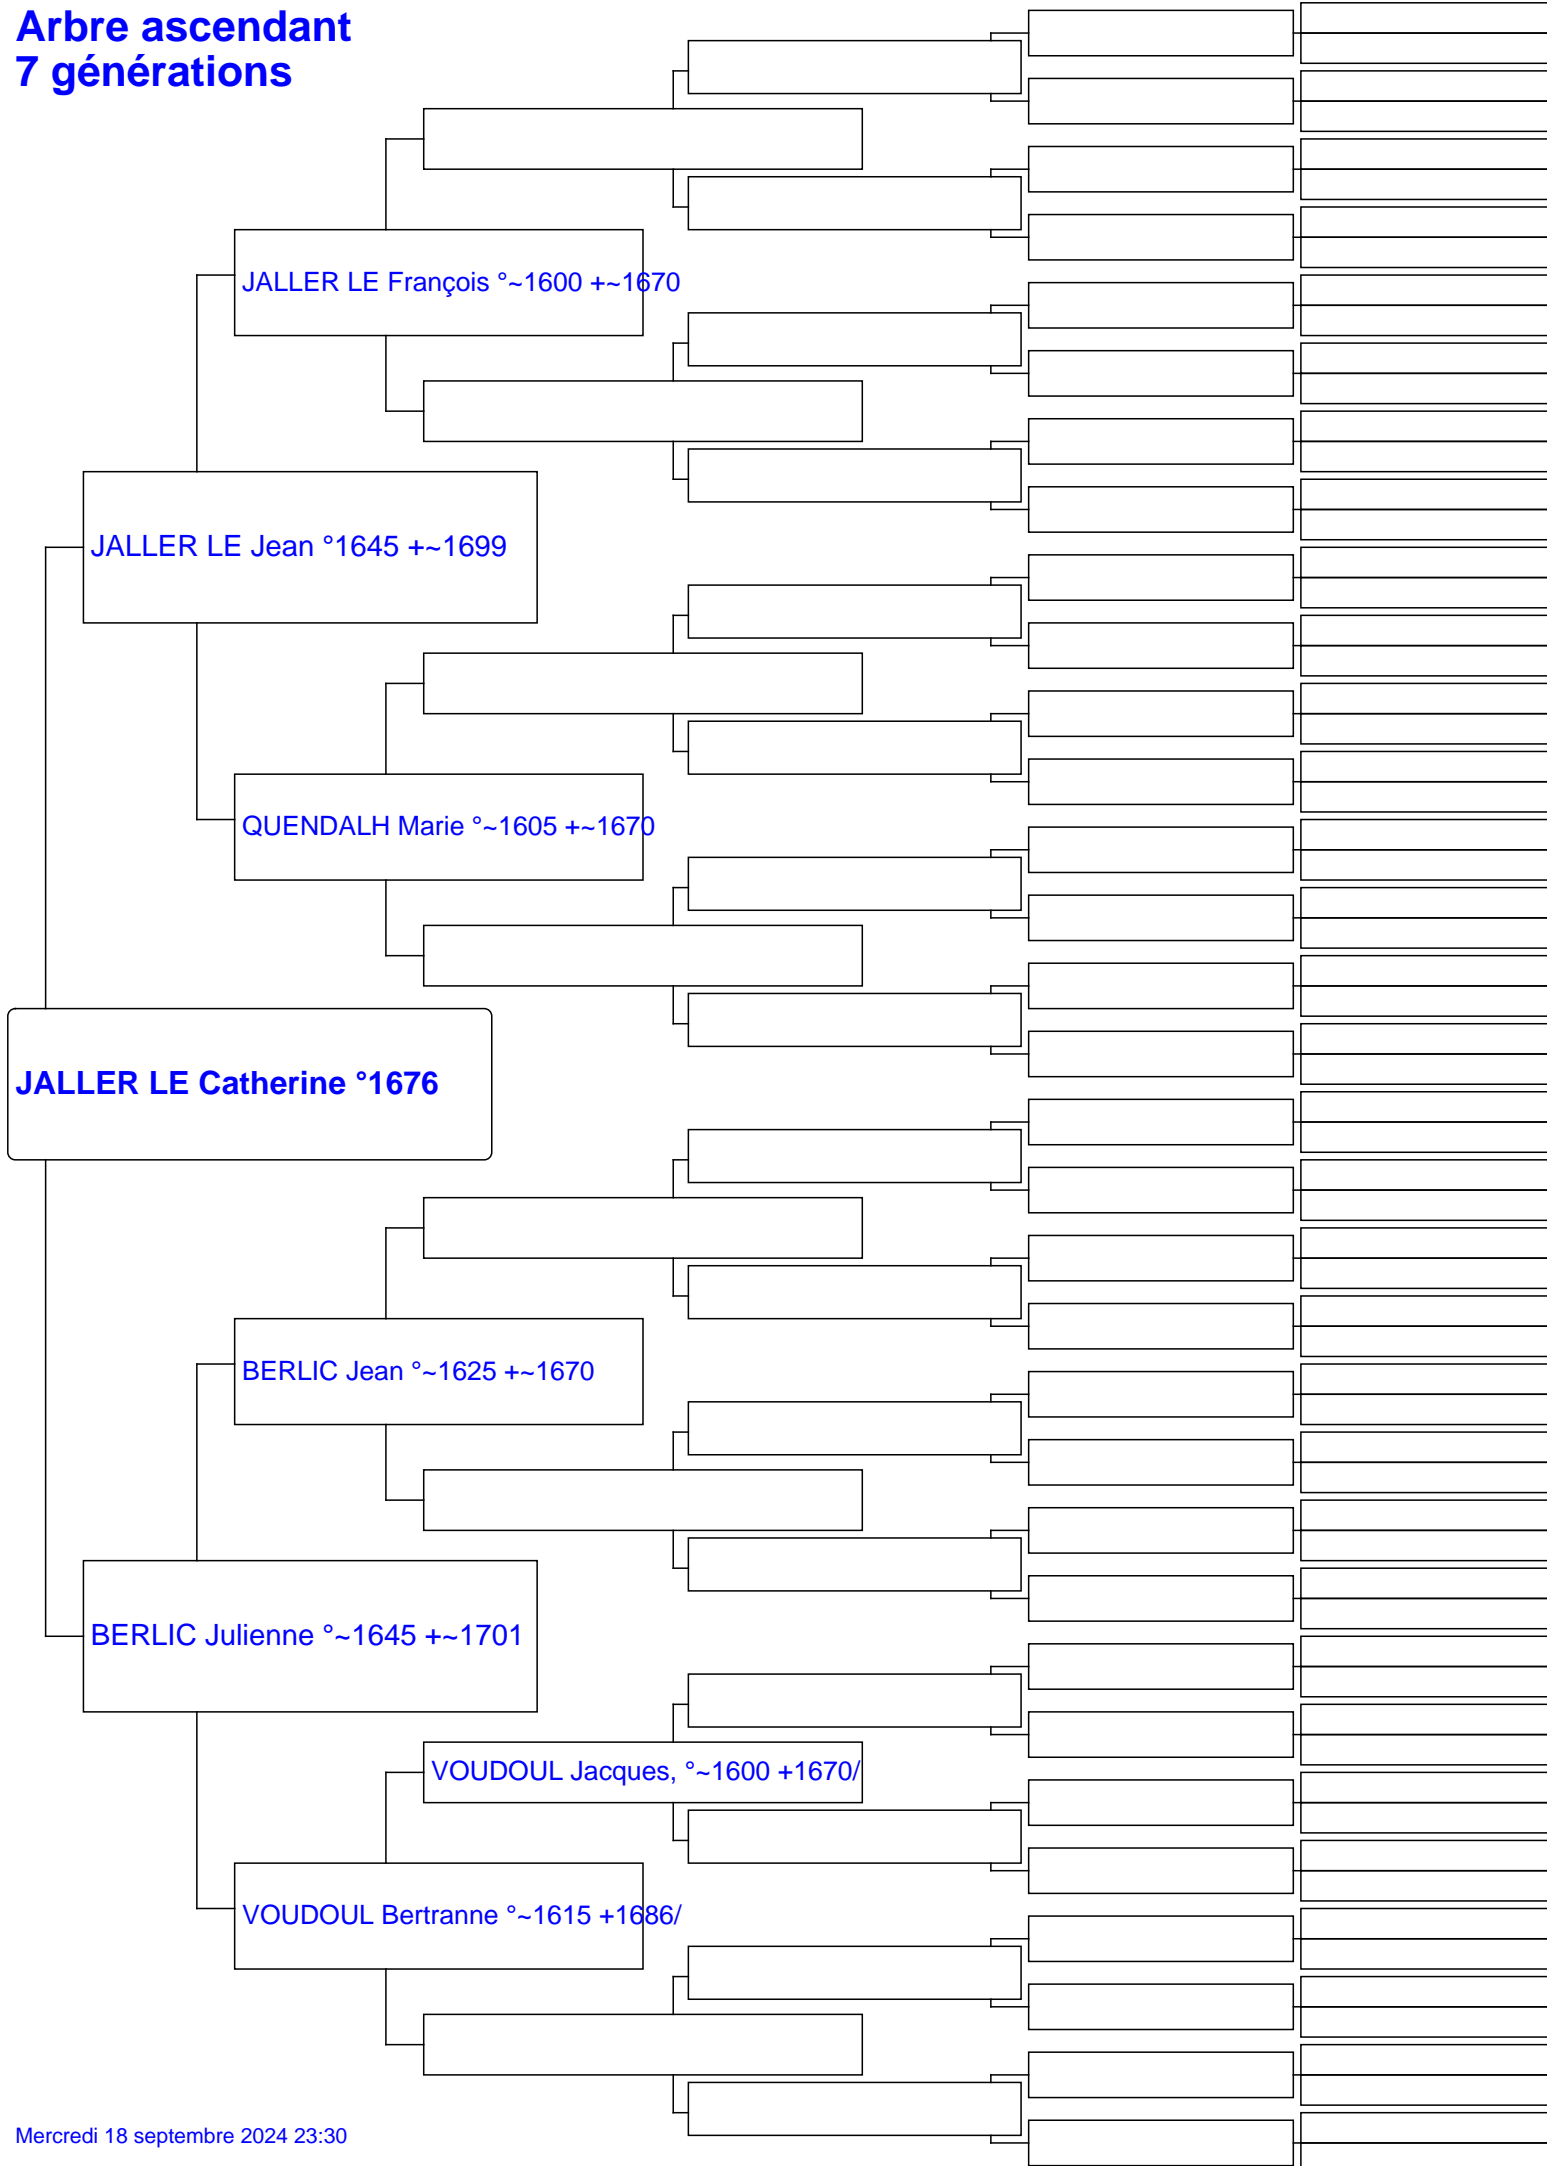 Arbre ascendant
7 générations
JALLER LE François °~1600 +~1670
JALLER LE Jean °1645 +~1699
QUENDALH Marie °~1605 +~1670
JALLER LE Catherine °1676
BERLIC Jean °~1625 +~1670
BERLIC Julienne °~1645 +~1701
VOUDOUL Jacques, °~1600 +1670/
VOUDOUL Bertranne °~1615 +1686/
Mercredi 18 septembre 2024 23:30